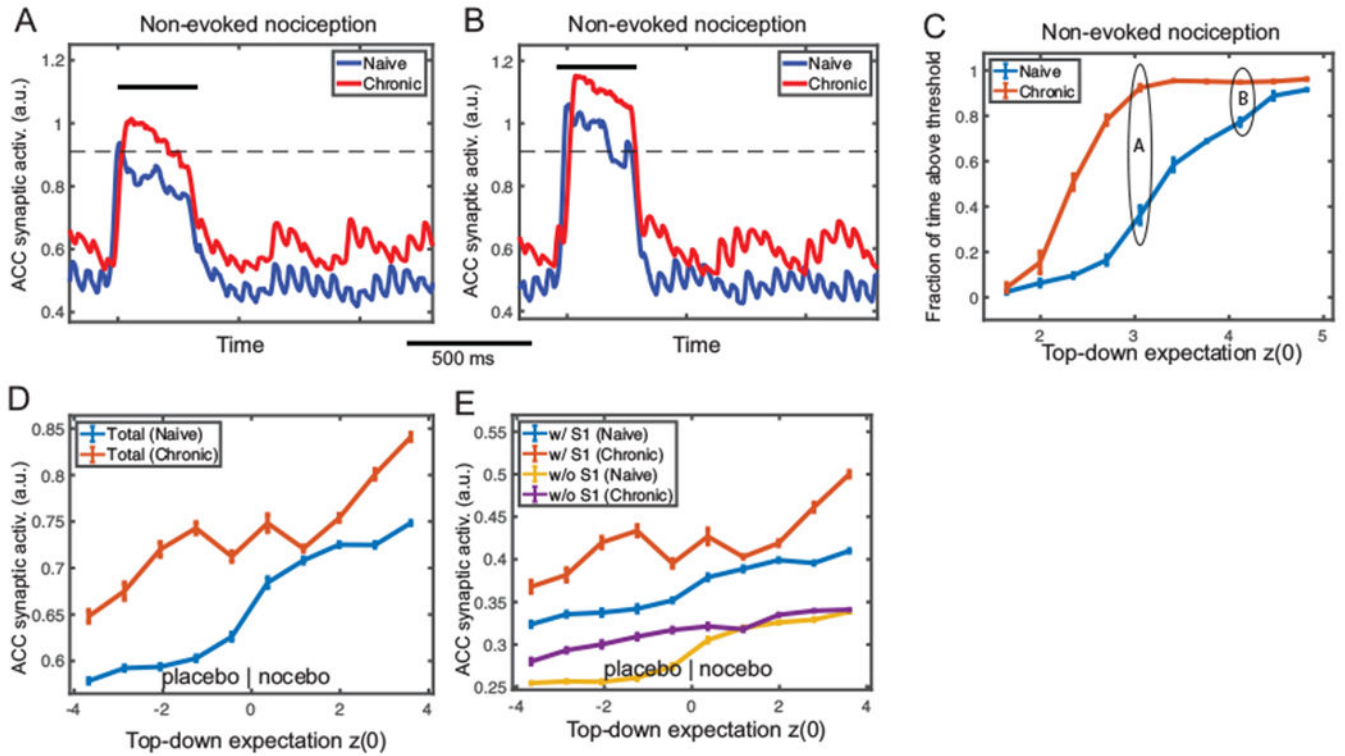 A
Non-evoked nociception
Naive
Chronic
ACC synaptic activ. (a.u.)
1.2
1
0.8
0.6
0.4
Time
B
Non-evoked nociception
Naive
Chronic
ACC synaptic activ. (a.u.)
1.2
1
0.8
0.6
0.4
Time
500 ms
C
Non-evoked nociception
Naive
Chronic
A
B
Fraction of time above threshold
1
0.8
0.6
0.4
0.2
0
2
3
4
5
Top-down expectation z(0)
D
Total (Naive)
Total (Chronic)
ACC synaptic activ. (a.u.)
0.85
0.8
0.75
0.7
0.65
0.6
placebo | nocebo
-4
-2
0
2
4
Top-down expectation z(0)
E
w/ S1 (Naive)
w/ S1 (Chronic)
w/o S1 (Naive)
w/o S1 (Chronic)
ACC synaptic activ. (a.u.)
0.55
0.5
0.45
0.4
0.35
0.3
0.25
placebo | nocebo
-4
-2
0
2
4
Top-down expectation z(0)